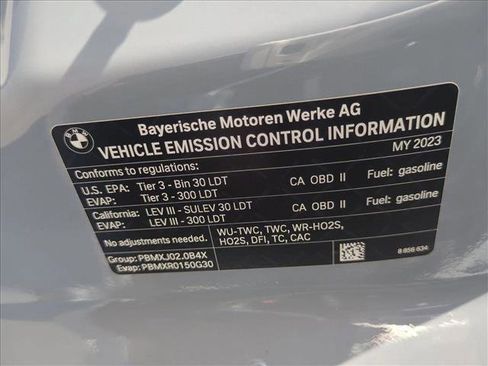 BMW
Bayerische Motoren Werke AG
VEHICLE EMISSION CONTROL INFORMATION
Conforms to regulations: MY 2023
U.S. EPA: Tier 3 - Bin 30 LDT CA OBD II Fuel: gasoline
EVAP: Tier 3 - 300 LDT
California: LEV III - SULEV 30 LDT CA OBD II Fuel: gasoline
EVAP: LEV III - 300 LDT
No adjustments needed. WU-TWC, TWC, WR-HO2S,
HO2S, DFI, TC, CAC
Group: PBMXJ02.0B4X
Evap: PBMXR0150G30
8 856 634